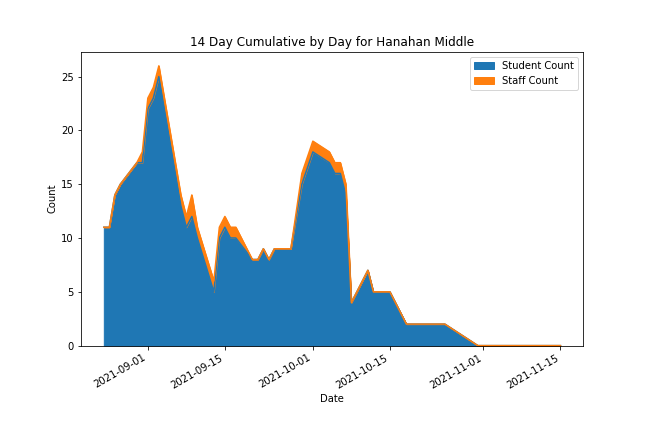 14 Day Cumulative by Day for Hanahan Middle
Student Count
Staff Count
Count
25
20
15
10
5
0
2021-09-01
2021-09-15
2021-10-01
2021-10-15
2021-11-01
2021-11-15
Date